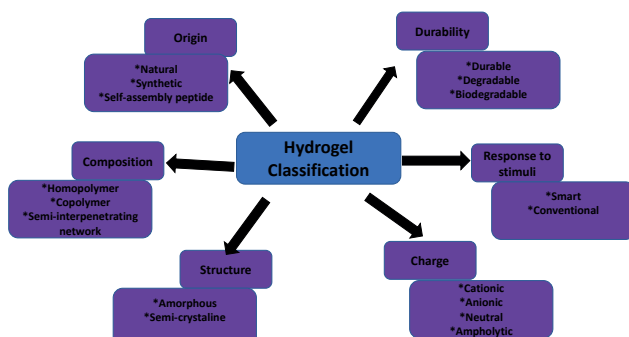 Origin
*Natural
*Synthetic
*Self-assembly peptide
Durability
*Durable
*Degradable
*Biodegradable
Hydrogel
Classification
Composition
*Homopolymer
*Copolymer
*Semi-interpenetrating
network
Response to
stimuli
*Smart
*Conventional
Structure
*Amorphous
*Semi-crystaline
Charge
*Cationic
*Anionic
*Neutral
*Ampholytic